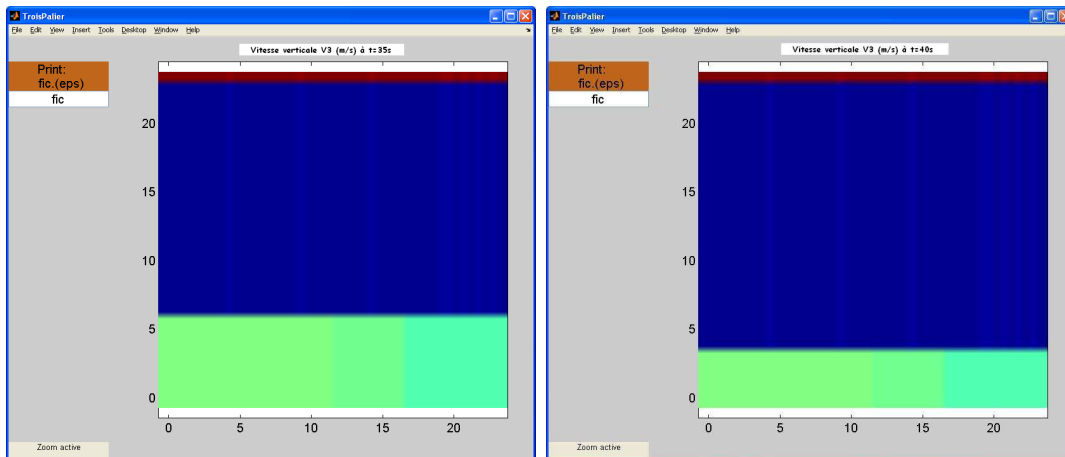 TroisPalier
File Edit View Insert Tools Desktop Window Help
Vitesse verticale V3 (m/s) à t=35s
Print:
fic.(eps)
fic
20
15
10
5
0
0 5 10 15 20
Zoom active
TroisPalier
File Edit View Insert Tools Desktop Window Help
Vitesse verticale V3 (m/s) à t=40s
Print:
fic.(eps)
fic
20
15
10
5
0
0 5 10 15 20
Zoom active